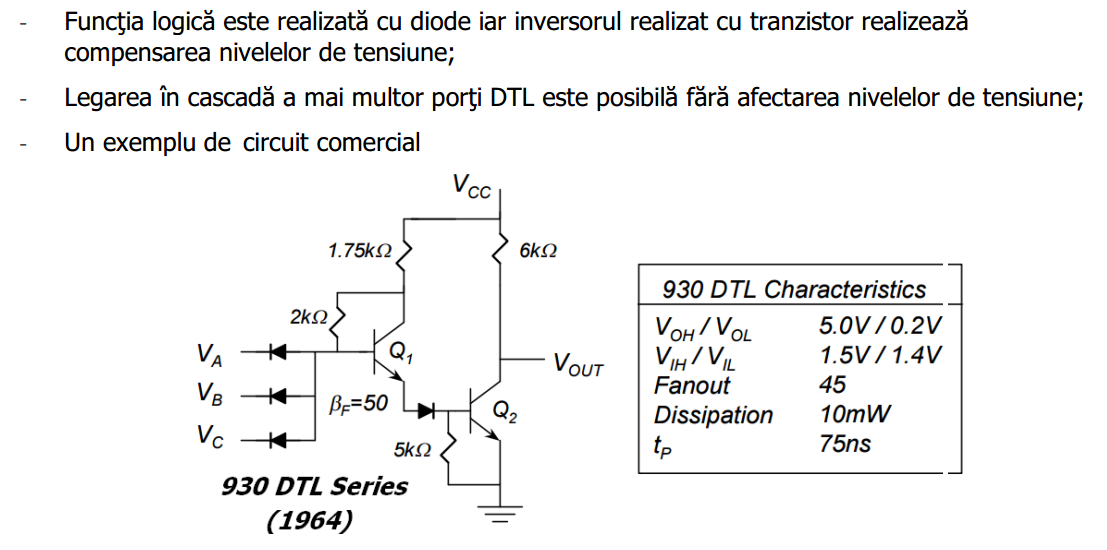 - Funcţia logică este realizată cu diode iar inversorul realizat cu tranzistor realizează
compensarea nivelelor de tensiune;
- Legarea în cascadă a mai multor porţi DTL este posibilă fără afectarea nivelelor de tensiune;
- Un exemplu de circuit comercial
VCC
1.75kΩ
6kΩ
2kΩ
Q1
VA
VB
VC
βF=50
VOUT
Q2
5kΩ
930 DTL Series
(1964)
930 DTL Characteristics
VOH / VOL 5.0V / 0.2V
VIH / VIL 1.5V / 1.4V
Fanout 45
Dissipation 10mW
tP 75ns